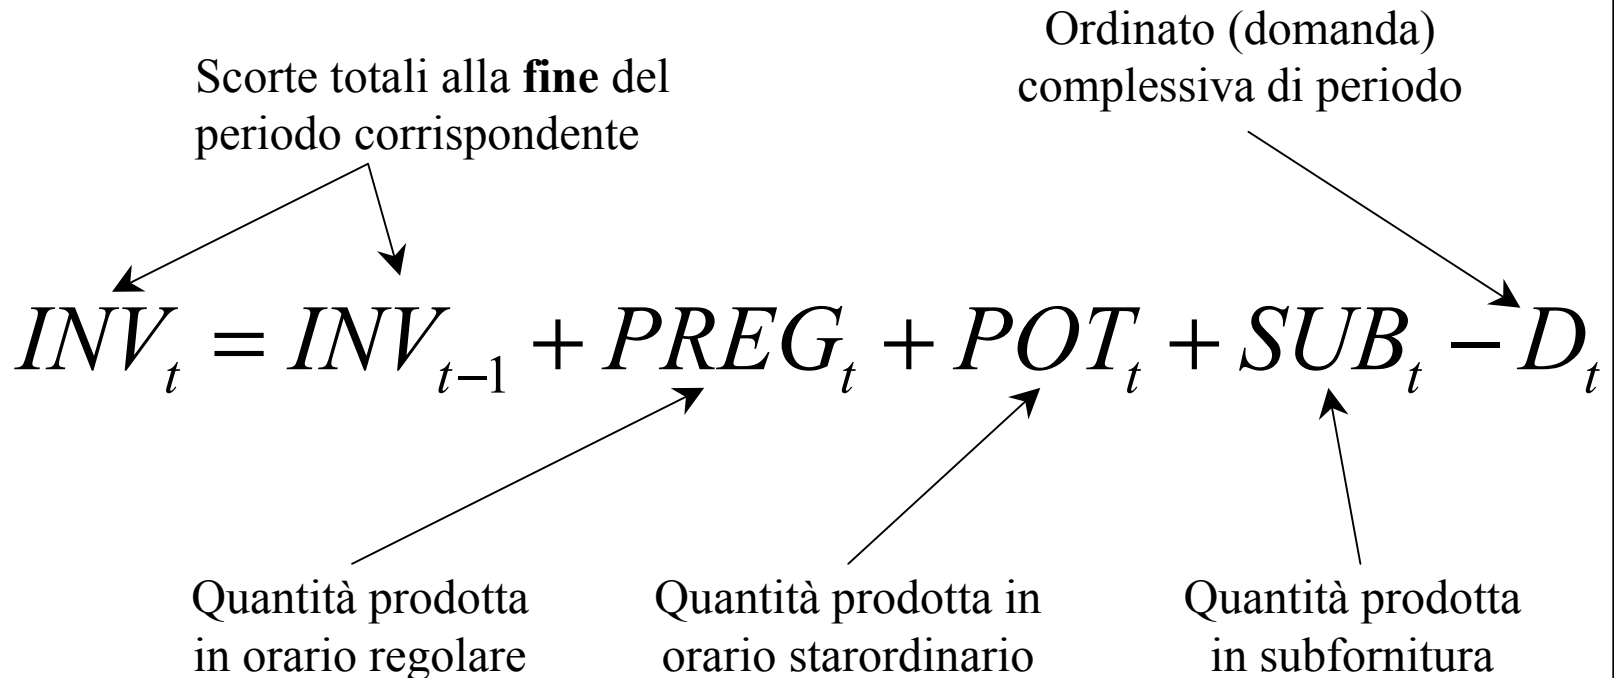 Ordinato (domanda)
complessiva di periodo
Scorte totali alla fine del
periodo corrispondente
INV_t = INV_{t-1} + PREG_t + POT_t + SUB_t - D_t
Quantità prodotta
in orario regolare
Quantità prodotta in
orario starordinario
Quantità prodotta
in subfornitura